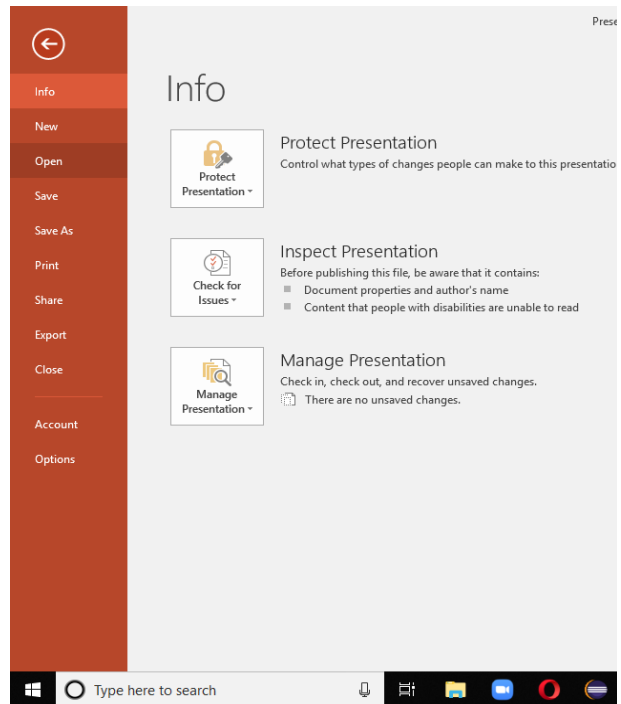 Prese
Info
New
Open
Save
Save As
Print
Share
Export
Close
Account
Options
Info
Protect
Presentation
Protect Presentation
Control what types of changes people can make to this presentatio
Check for
Issues
Inspect Presentation
Before publishing this file, be aware that it contains:
Document properties and author's name
Content that people with disabilities are unable to read
Manage
Presentation
Manage Presentation
Check in, check out, and recover unsaved changes.
There are no unsaved changes.
Type here to search